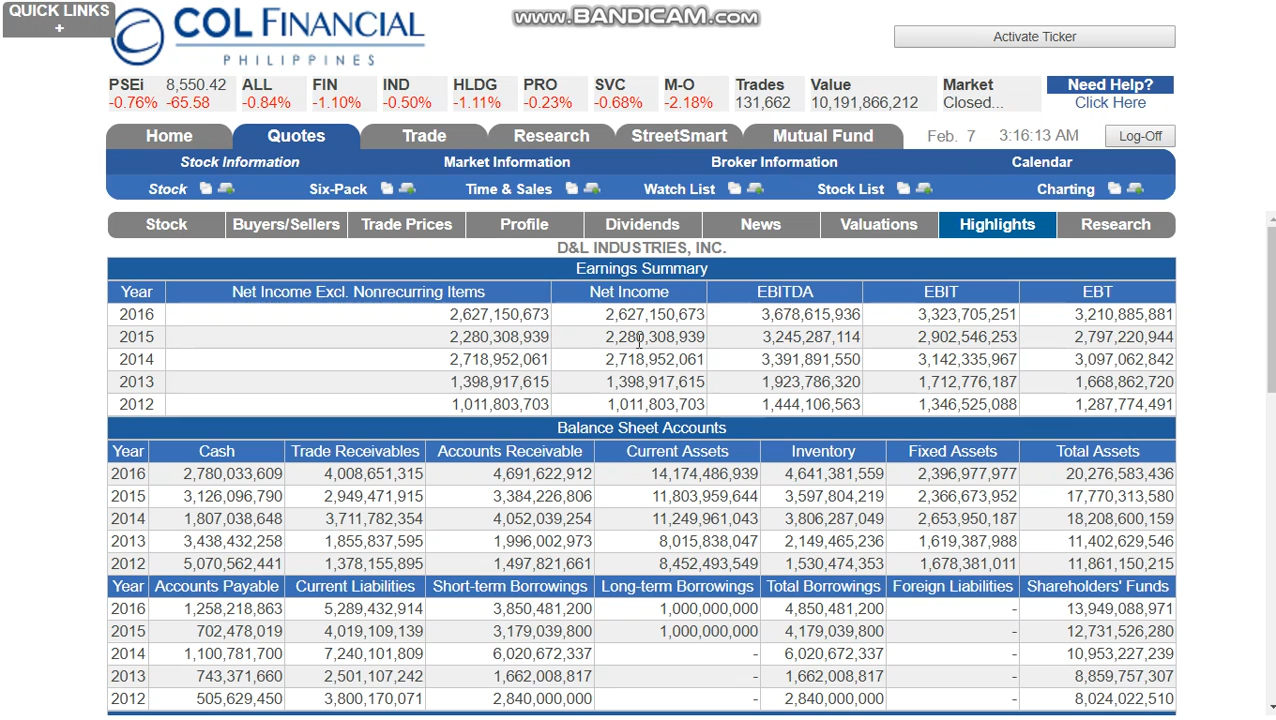 QUICK LINKS
+
COL FINANCIAL
PHILIPPINES
www.BANDICAM.com
Activate Ticker
PSEi 8,550.42 ALL FIN IND HLDG PRO SVC M-O Trades Value Market Need Help?
-0.76% -65.58 -0.84% -1.10% -0.50% -1.11% -0.23% -0.68% -2.18% 131,662 10,191,866,212 Closed... Click Here
Home Quotes Trade Research StreetSmart Mutual Fund Feb. 7 3:16:13 AM Log-Off
Stock Information Market Information Broker Information Calendar
Stock Six-Pack Time & Sales Watch List Stock List Charting
Stock Buyers/Sellers Trade Prices Profile Dividends News Valuations Highlights Research
D&L INDUSTRIES, INC.
Earnings Summary
Year Net Income Excl. Nonrecurring Items Net Income EBITDA EBIT EBT
2016 2,627,150,673 2,627,150,673 3,678,615,936 3,323,705,251 3,210,885,881
2015 2,280,308,939 2,280,308,939 3,245,287,114 2,902,546,253 2,797,220,944
2014 2,718,952,061 2,718,952,061 3,391,891,550 3,142,335,967 3,097,062,842
2013 1,398,917,615 1,398,917,615 1,923,786,320 1,712,776,187 1,668,862,720
2012 1,011,803,703 1,011,803,703 1,444,106,563 1,346,525,088 1,287,774,491
Balance Sheet Accounts
Year Cash Trade Receivables Accounts Receivable Current Assets Inventory Fixed Assets Total Assets
2016 2,780,033,609 4,008,651,315 4,691,622,912 14,174,486,939 4,641,381,559 2,396,977,977 20,276,583,436
2015 3,126,096,790 2,949,471,915 3,384,226,806 11,803,959,644 3,597,804,219 2,366,673,952 17,770,313,580
2014 1,807,038,648 3,711,782,354 4,052,039,254 11,249,961,043 3,806,287,049 2,653,950,187 18,208,600,159
2013 3,438,432,258 1,855,837,595 1,996,002,973 8,015,838,047 2,149,465,236 1,619,387,988 11,402,629,546
2012 5,070,562,441 1,378,155,895 1,497,821,661 8,452,493,549 1,530,474,353 1,678,381,011 11,861,150,215
Year Accounts Payable Current Liabilities Short-term Borrowings Long-term Borrowings Total Borrowings Foreign Liabilities Shareholders' Funds
2016 1,258,218,863 5,289,432,914 3,850,481,200 1,000,000,000 4,850,481,200 - 13,949,088,971
2015 702,478,019 4,019,109,139 3,179,039,800 1,000,000,000 4,179,039,800 - 12,731,526,280
2014 1,100,781,700 7,240,101,809 6,020,672,337 - 6,020,672,337 - 10,953,227,239
2013 743,371,660 2,501,107,242 1,662,008,817 - 1,662,008,817 - 8,859,757,307
2012 505,629,450 3,800,170,071 2,840,000,000 - 2,840,000,000 - 8,024,022,510